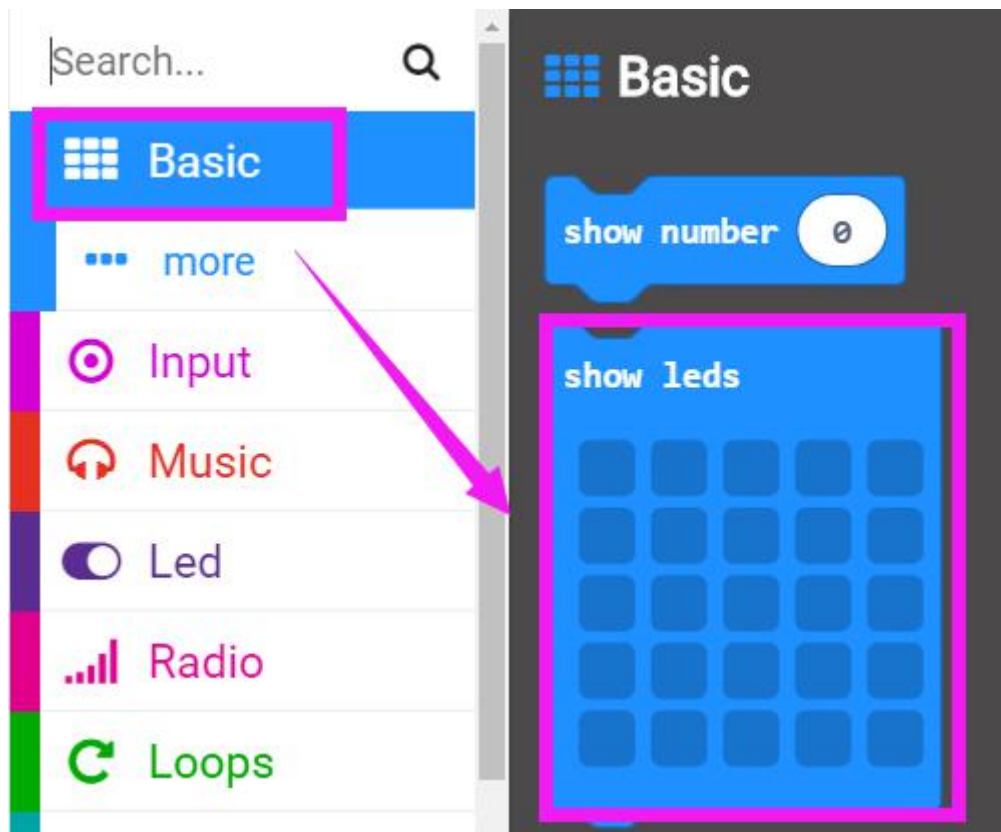 Search...
Basic
more
Input
Music
Led
Radio
Loops
Basic
show number 0
show leds